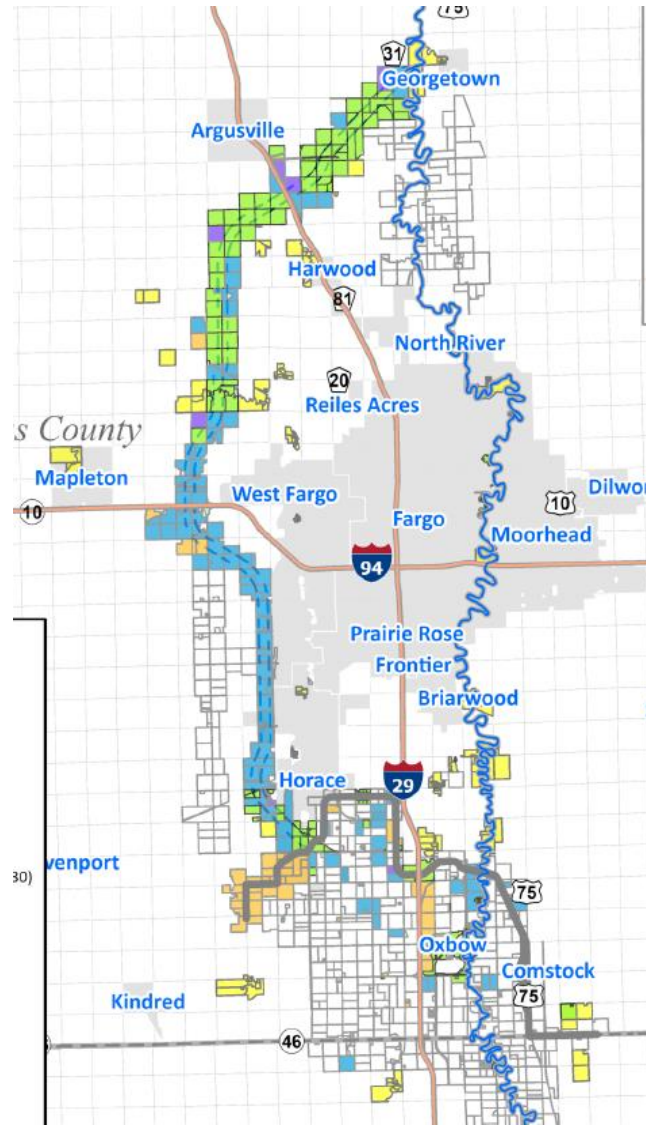 75
31
Georgetown
Argusville
Harwood
81
North River
20
Reiles Acres
s County
Mapleton
West Fargo
Dilwor
10
10
Fargo
Moorhead
94
Prairie Rose
Frontier
Briarwood
Horace
29
venport
30)
75
Oxbow
Comstock
Kindred
75
46